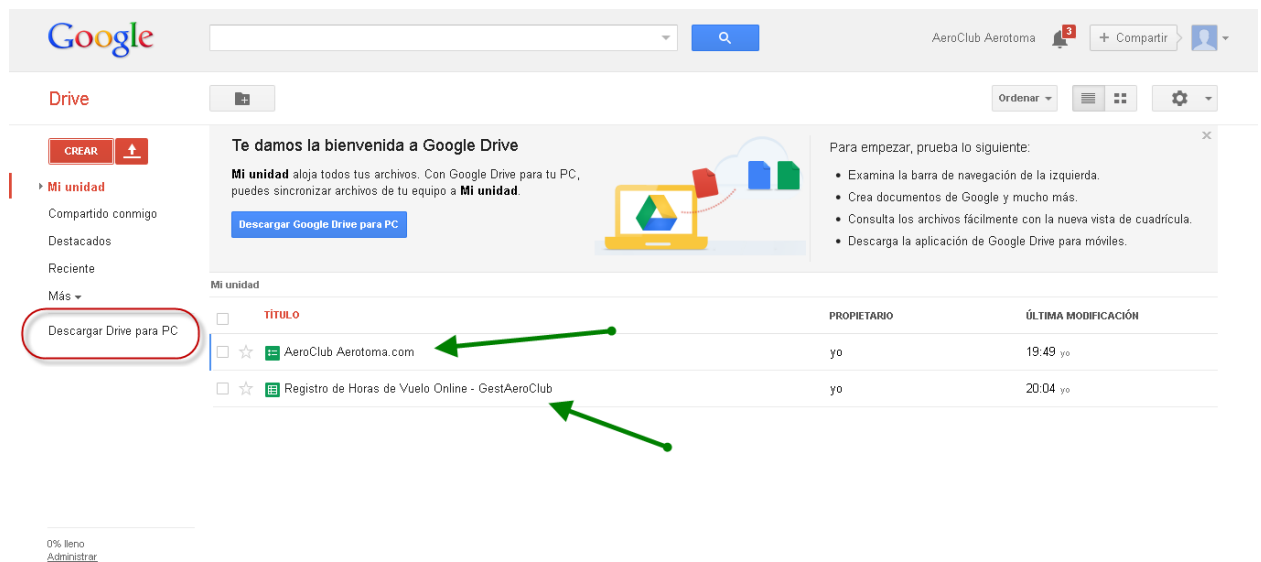 Google
AeroClub Aerotoma
3
+ Compartir
Drive
Ordenar
CREAR
Mi unidad
Compartido conmigo
Destacados
Reciente
Más
Descargar Drive para PC
0% lleno
Administrar
Te damos la bienvenida a Google Drive
Mi unidad aloja todos tus archivos. Con Google Drive para tu PC,
puedes sincronizar archivos de tu equipo a Mi unidad.
Descargar Google Drive para PC
Para empezar, prueba lo siguiente:
• Examina la barra de navegación de la izquierda.
• Crea documentos de Google y mucho más.
• Consulta los archivos fácilmente con la nueva vista de cuadrícula.
• Descarga la aplicación de Google Drive para móviles.
Mi unidad
TÍTULO PROPIETARIO ÚLTIMA MODIFICACIÓN
AeroClub Aerotoma.com yo 19:49 yo
Registro de Horas de Vuelo Online - GestAeroClub yo 20:04 yo